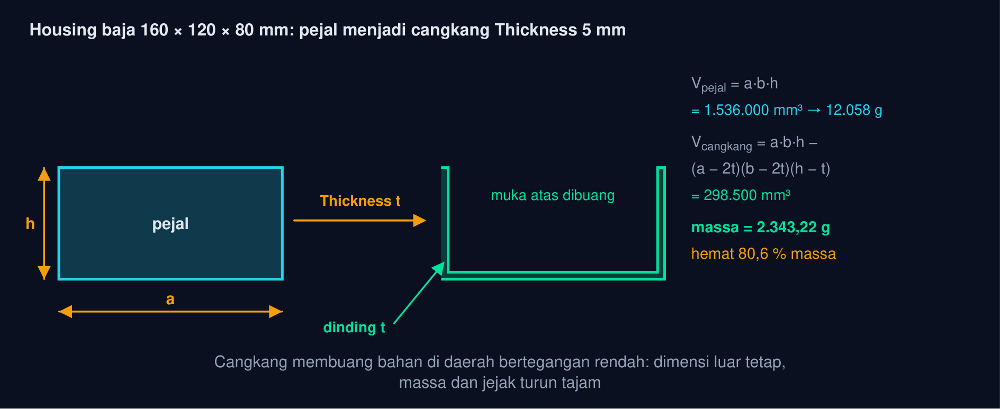 Housing baja 160 × 120 × 80 mm: pejal menjadi cangkang Thickness 5 mm
V_pejal = a·b·h
= 1.536.000 mm³ → 12.058 g
V_cangkang = a·b·h −
(a − 2t)(b − 2t)(h − t)
= 298.500 mm³
massa = 2.343,22 g
hemat 80,6 % massa
h
pejal
a
Thickness t
muka atas dibuang
dinding t
Cangkang membuang bahan di daerah bertegangan rendah: dimensi luar tetap,
massa dan jejak turun tajam